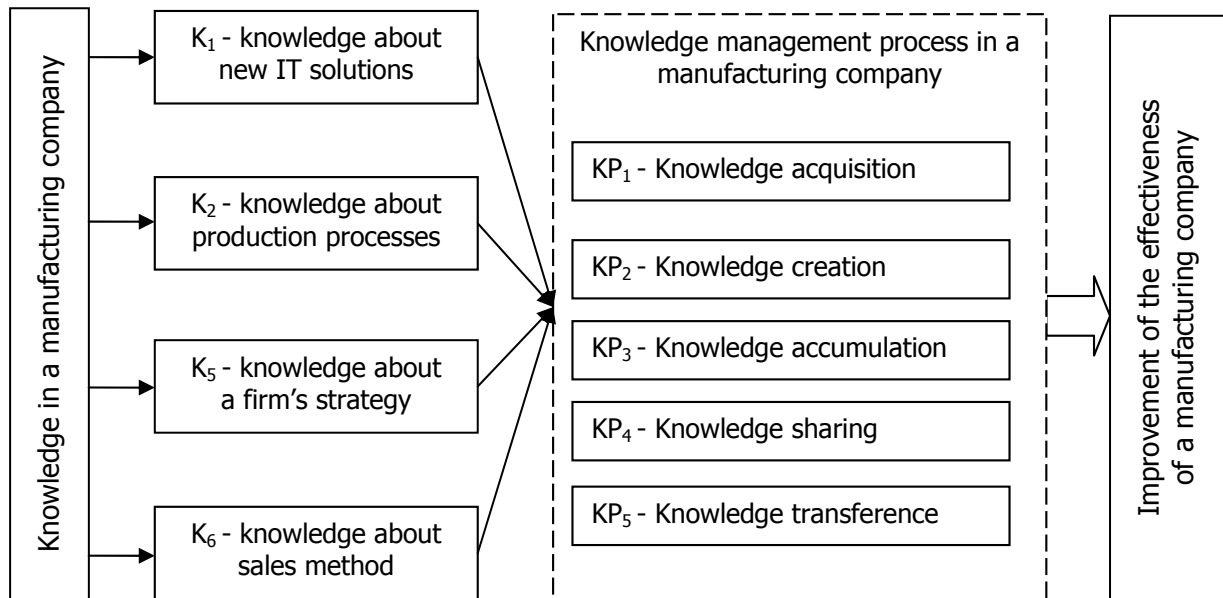 Knowledge in a manufacturing company
K₁ - knowledge about
new IT solutions
K₂ - knowledge about
production processes
K₅ - knowledge about
a firm’s strategy
K₆ - knowledge about
sales method
Knowledge management process in a
manufacturing company
KP₁ - Knowledge acquisition
KP₂ - Knowledge creation
KP₃ - Knowledge accumulation
KP₄ - Knowledge sharing
KP₅ - Knowledge transference
Improvement of the effectiveness
of a manufacturing company